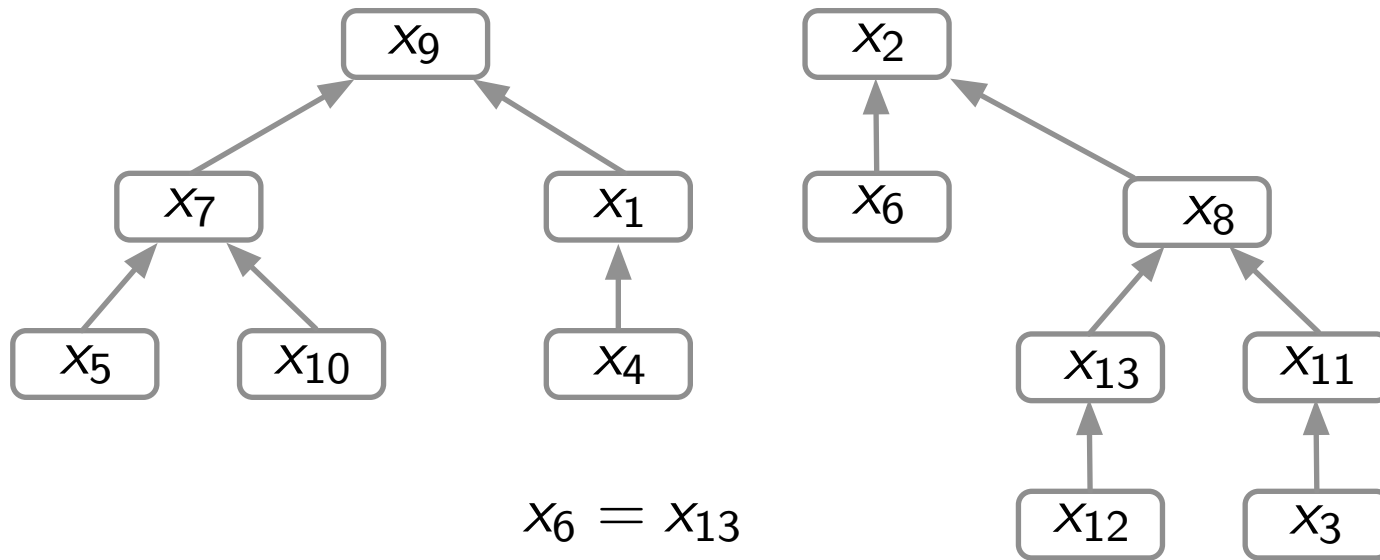 x₉ x₂
x₇ x₁ x₆ x₈
x₅ x₁₀ x₄ x₁₃ x₁₁
x₆ = x₁₃ x₁₂ x₃